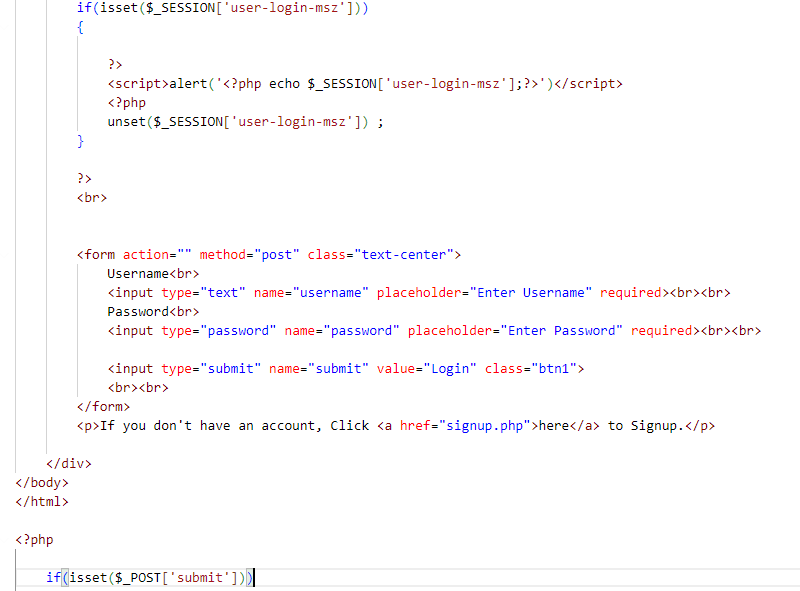 if(isset($_SESSION['user-login-msz']))
{
?>
<script>alert('<?php echo $_SESSION['user-login-msz'];?>')</script>
<?php
unset($_SESSION['user-login-msz']) ;
}
?>
<br>
<form action="" method="post" class="text-center">
Username<br>
<input type="text" name="username" placeholder="Enter Username" required><br><br>
Password<br>
<input type="password" name="password" placeholder="Enter Password" required><br><br>
<input type="submit" name="submit" value="Login" class="btn1">
<br><br>
</form>
<p>If you don't have an account, Click <a href="signup.php">here</a> to Signup.</p>
</div>
</body>
</html>
<?php
if(isset($_POST['submit']))